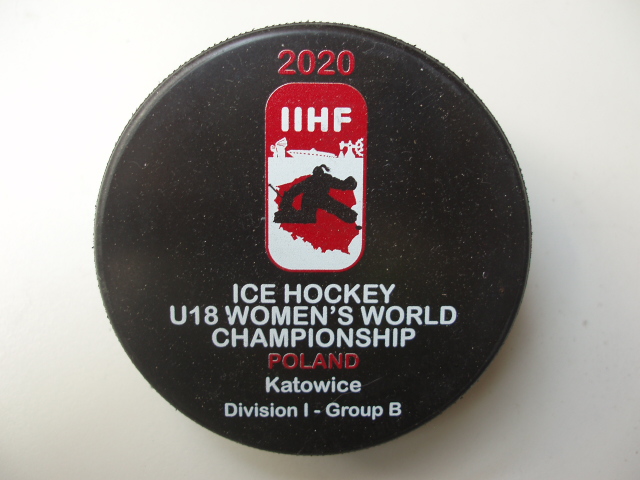 2020
IIHF
ICE HOCKEY
U18 WOMEN'S WORLD
CHAMPIONSHIP
POLAND
Katowice
Division I - Group B